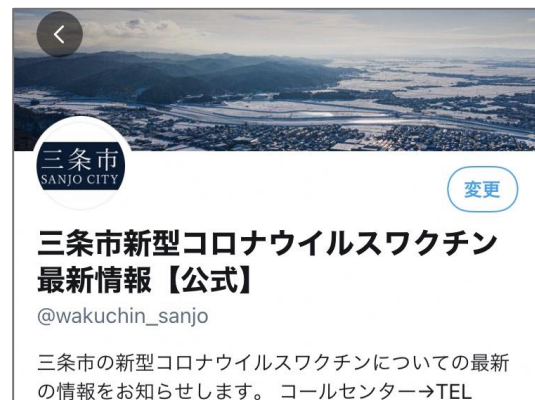 三条市
SANJO CITY
変更
三条市新型コロナウイルスワクチン
最新情報【公式】
@wakuchin_sanjo
三条市の新型コロナウイルスワクチンについての最新
の情報をお知らせします。 コールセンター→TEL